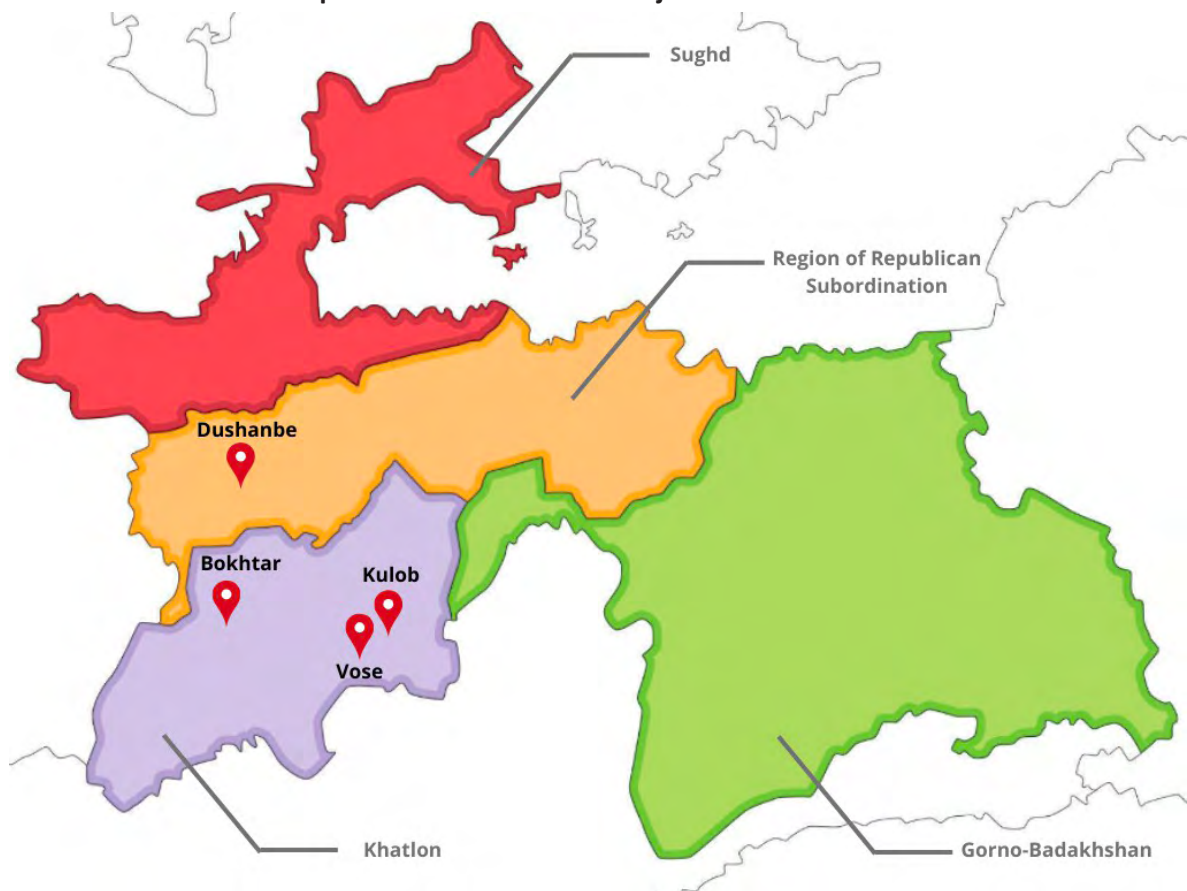 Sughd
Region of Republican
Subordination
Dushanbe
Bokhtar
Kulob
Vose
Khatlon
Gorno-Badakhshan